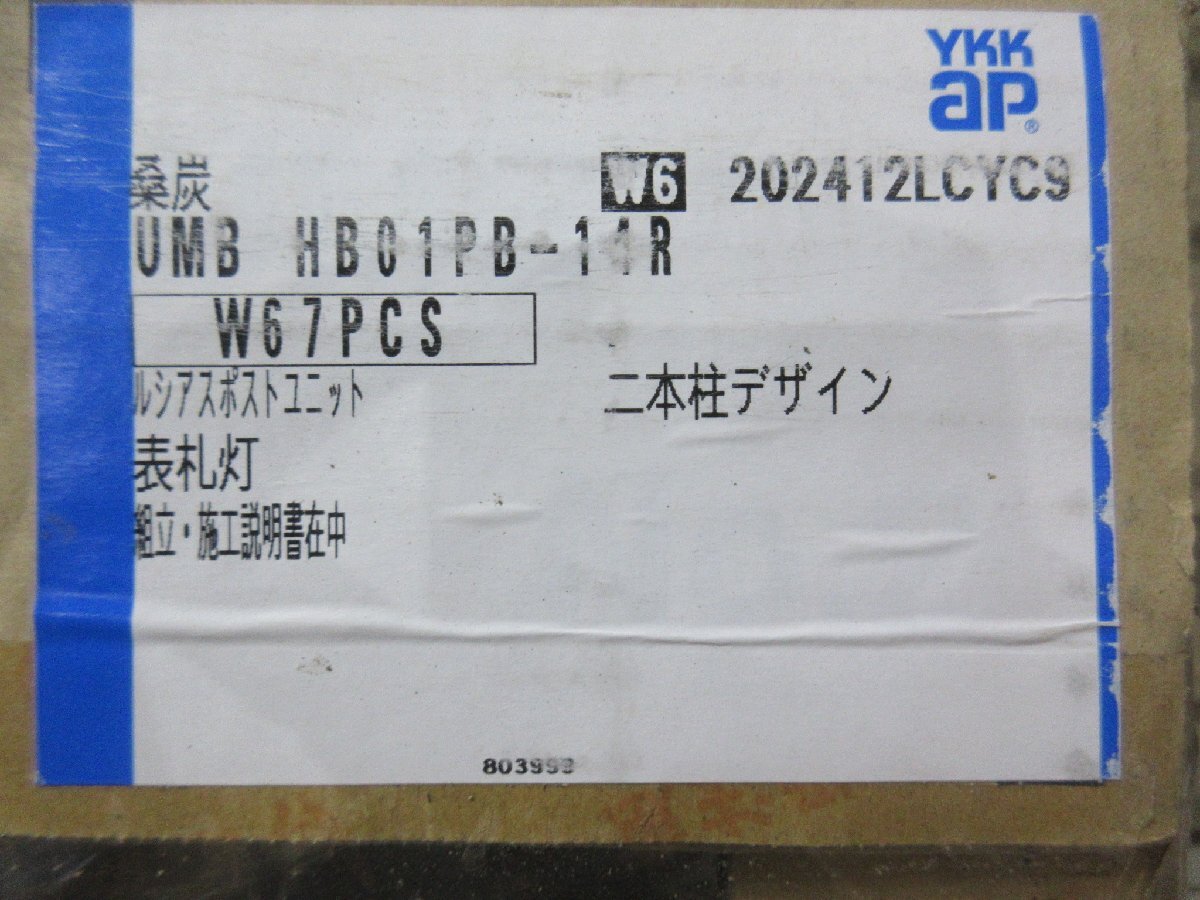 YKK
ap®
桑炭 W6 202412LCYC9
UMB HB01PB-14R
W67PCS
ルシアスポストユニット 二本柱デザイン
表札灯
組立・施工説明書在中